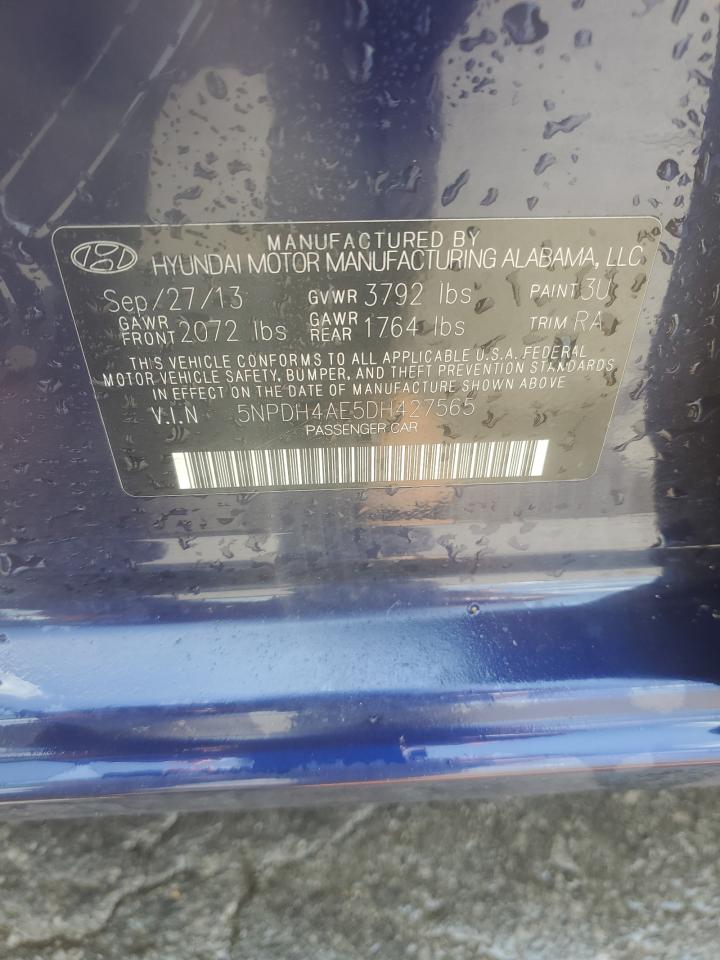 MANUFACTURED BY
HYUNDAI MOTOR MANUFACTURING ALABAMA, LLC
Sep/27/13 GVWR 3792 lbs PAINT 3U
GAWR FRONT 2072 lbs GAWR REAR 1764 lbs TRIM RA
THIS VEHICLE CONFORMS TO ALL APPLICABLE U.S.A. FEDERAL
MOTOR VEHICLE SAFETY, BUMPER, AND THEFT PREVENTION STANDARDS
IN EFFECT ON THE DATE OF MANUFACTURE SHOWN ABOVE
V.I.N 5NPDH4AE5DH427565
PASSENGER CAR